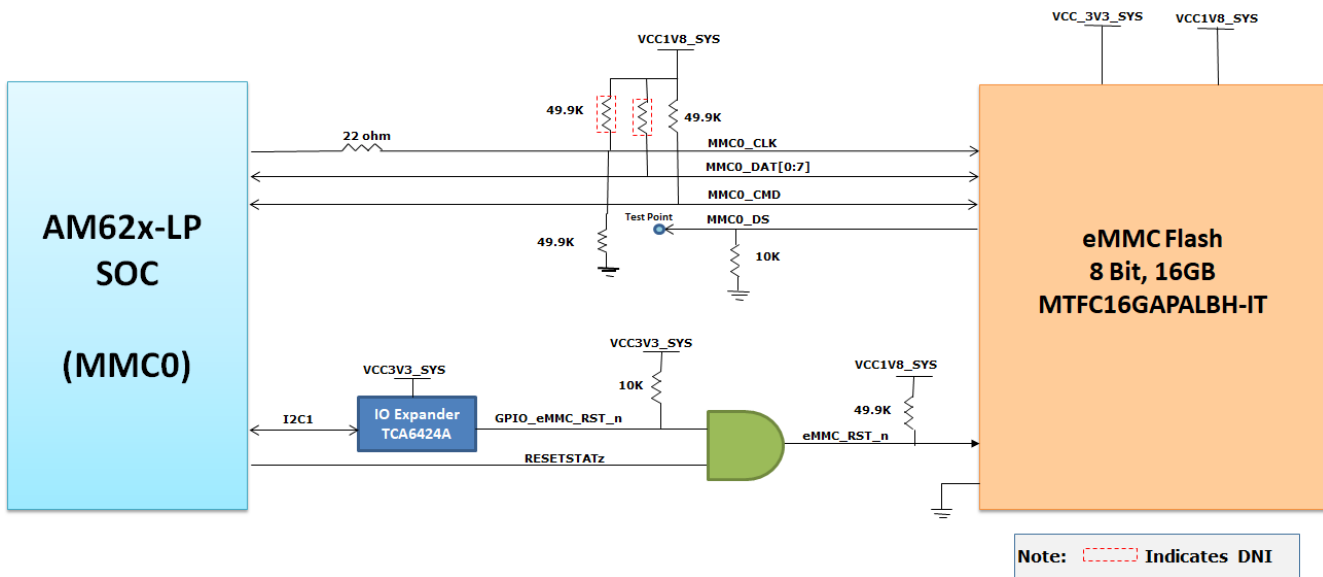 VCC_3V3_SYS
VCC1V8_SYS
VCC1V8_SYS
49.9K
49.9K
22 ohm
MMC0_CLK
MMC0_DAT[0:7]
MMC0_CMD
Test Point
MMC0_DS
49.9K
10K
AM62x-LP
SOC
(MMC0)
eMMC Flash
8 Bit, 16GB
MTFC16GAPALBH-IT
VCC3V3_SYS
VCC3V3_SYS
VCC1V8_SYS
10K
49.9K
I2C1
IO Expander
TCA6424A
GPIO_eMMC_RST_n
eMMC_RST_n
RESETSTATz
Note: Indicates DNI